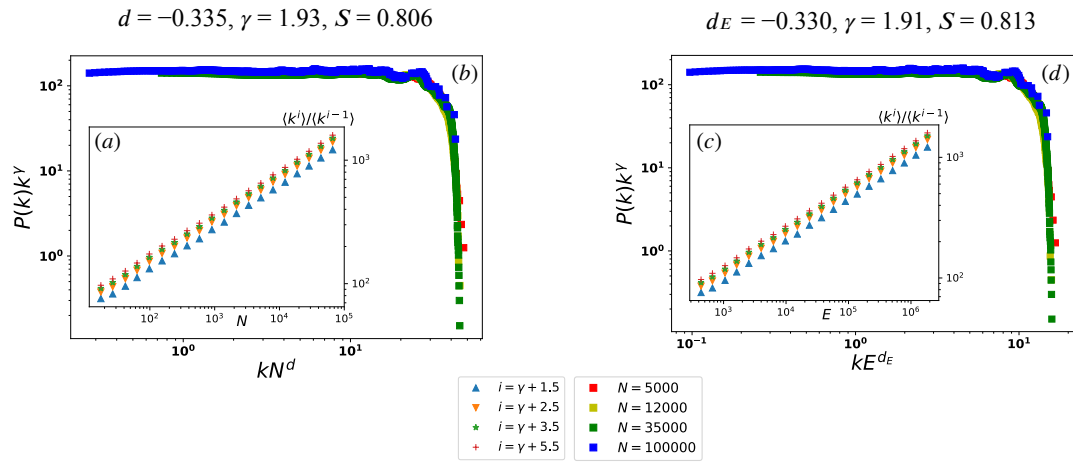 d = −0.335, γ = 1.93, S = 0.806
d_E = −0.330, γ = 1.91, S = 0.813
(b)
P(k)k^γ
10^2
10^1
10^0
(a)
⟨k^i⟩/⟨k^{i−1}⟩
10^3
10^2
10^2 10^3 10^4 10^5
N
10^0 10^1
kN^d
(d)
P(k)k^γ
10^2
10^1
10^0
(c)
⟨k^i⟩/⟨k^{i−1}⟩
10^3
10^2
10^3 10^4 10^5 10^6
E
10^−1 10^0 10^1
kE^{d_E}
i = γ + 1.5
i = γ + 2.5
i = γ + 3.5
i = γ + 5.5
N = 5000
N = 12000
N = 35000
N = 100000